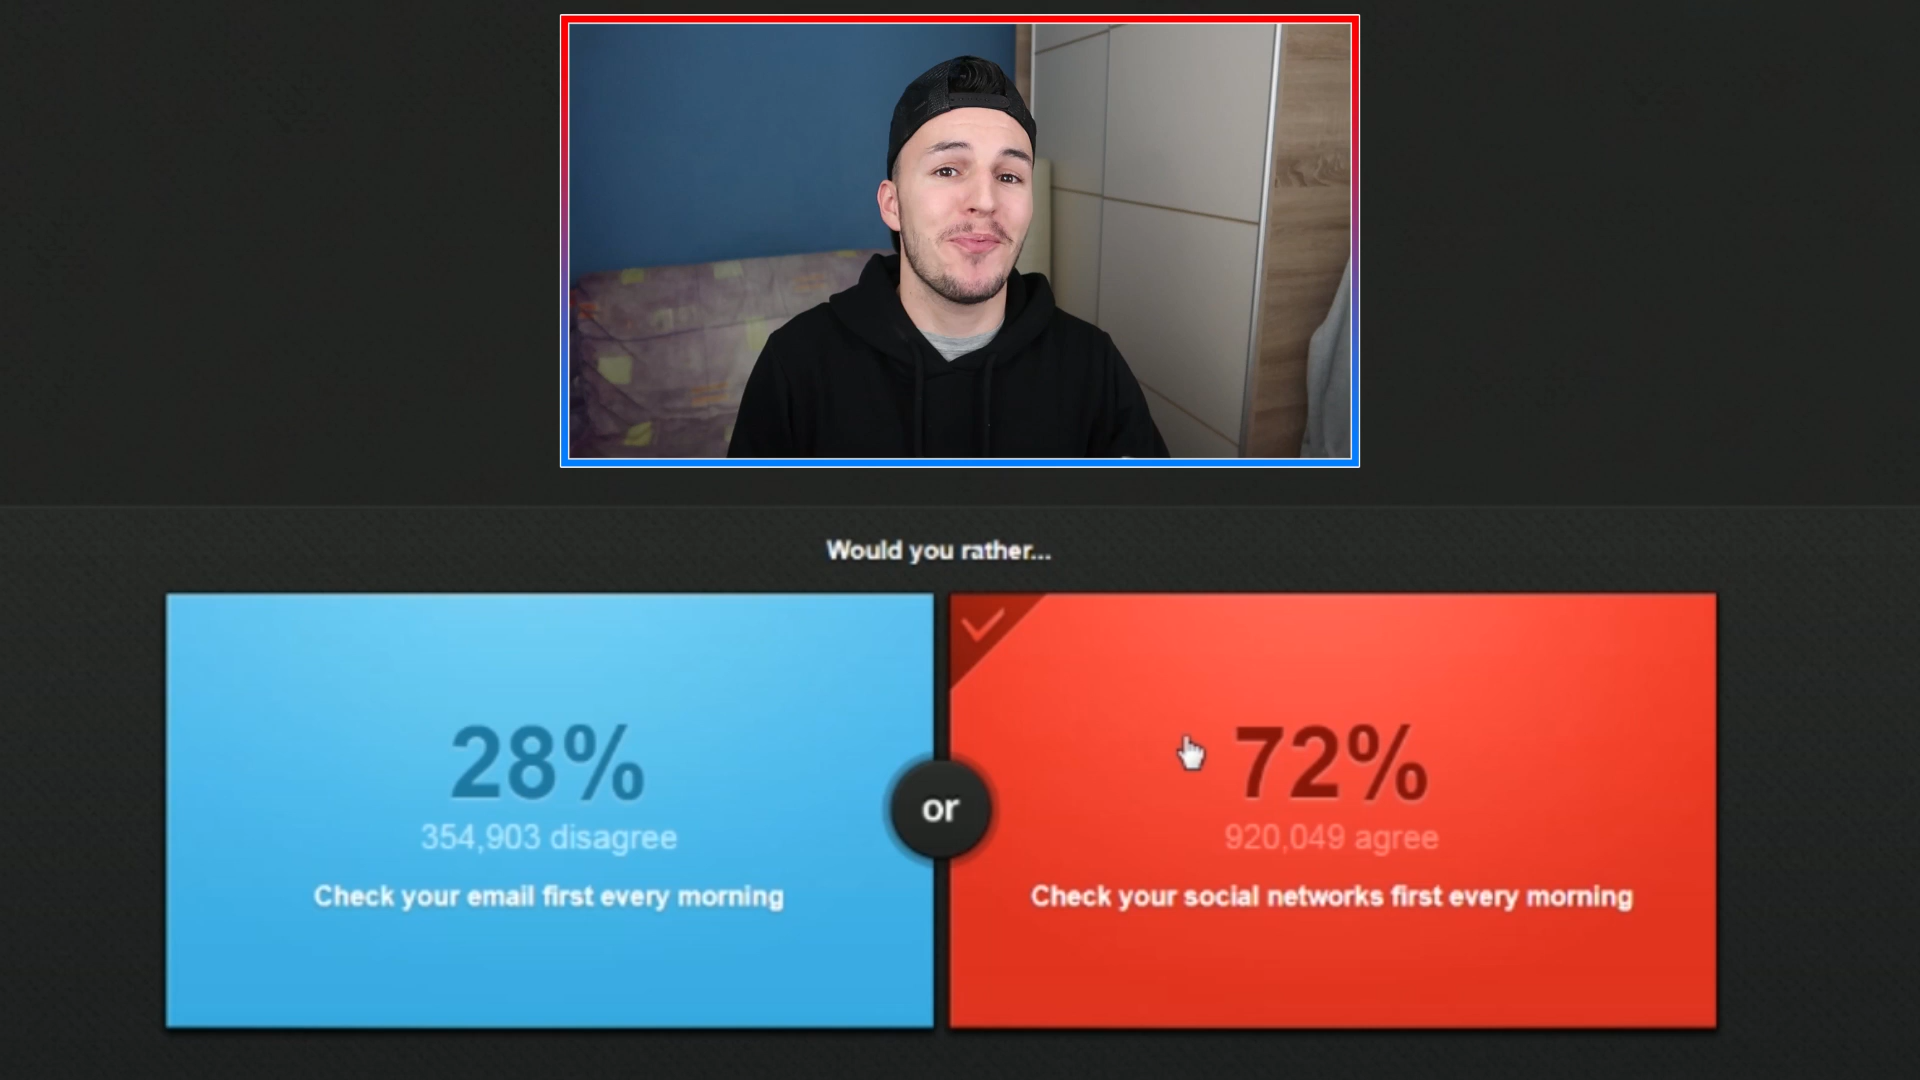 Would you rather...
28%
354,903 disagree
Check your email first every morning
or
72%
920,049 agree
Check your social networks first every morning